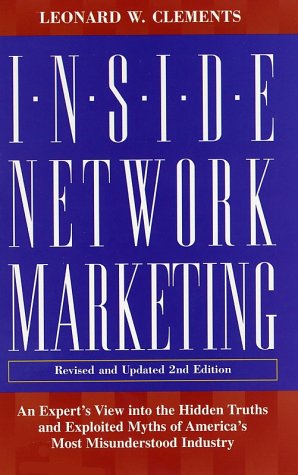 LEONARD W. CLEMENTS
I·N·S·I·D·E
NETWORK
MARKETING
Revised and Updated 2nd Edition
An Expert's View into the Hidden Truths
and Exploited Myths of America's
Most Misunderstood Industry